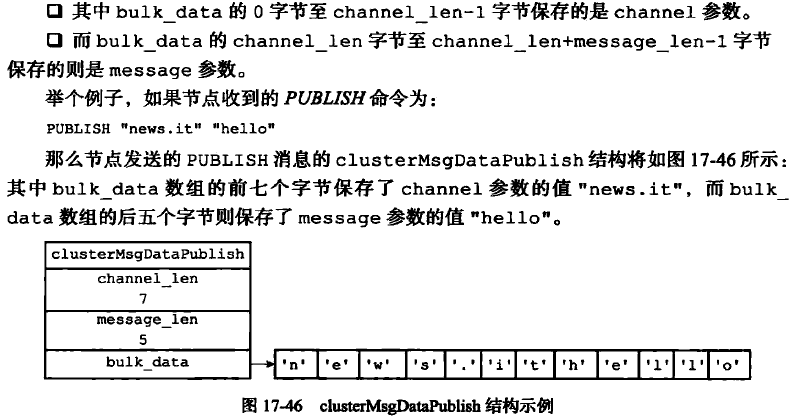 ❑ 其中 bulk_data 的 0 字节至 channel_len-1 字节保存的是 channel 参数。
❑ 而 bulk_data 的 channel_len 字节至 channel_len+message_len-1 字节
保存的则是 message 参数。
举个例子，如果节点收到的 PUBLISH 命令为：
PUBLISH "news.it" "hello"
那么节点发送的 PUBLISH 消息的 clusterMsgDataPublish 结构将如图 17-46 所示：
其中 bulk_data 数组的前七个字节保存了 channel 参数的值 "news.it"，而 bulk_
data 数组的后五个字节则保存了 message 参数的值 "hello"。
clusterMsgDataPublish
channel_len
7
message_len
5
bulk_data 'n' 'e' 'w' 's' '.' 'i' 't' 'h' 'e' 'l' 'l' 'o'
图 17-46 clusterMsgDataPublish 结构示例